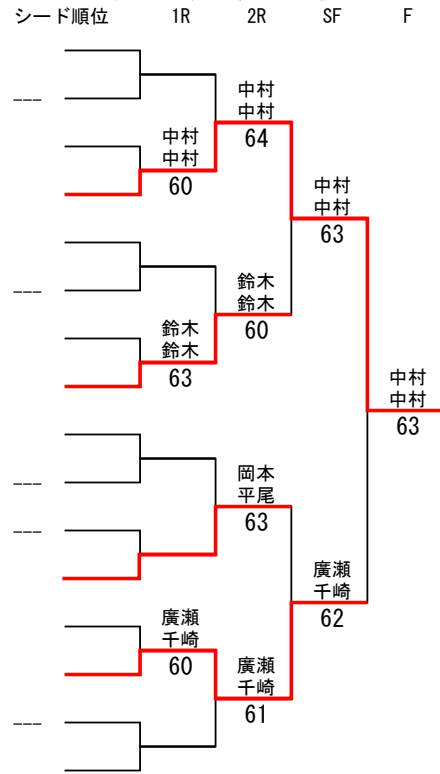 シード順位 1R 2R SF F
中村
中村
64
---
中村
中村
60
中村
中村
63
---
鈴木
鈴木
60
鈴木
鈴木
63
中村
中村
63
---
岡本
平尾
63
---
廣瀬
千崎
62
廣瀬
千崎
60
廣瀬
千崎
61
---